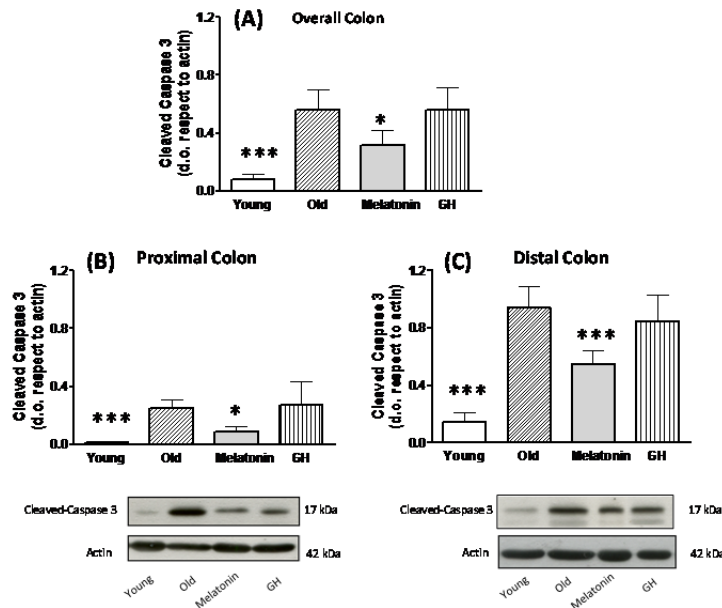 (A) Overall Colon
Cleaved Caspase 3
(d.o. respect to actin)
1.2
0.8
0.4
0.0
***
*
Young Old Melatonin GH
(B) Proximal Colon
Cleaved Caspase 3
(d.o. respect to actin)
1.2
0.8
0.4
0.0
***
*
Young Old Melatonin GH
Cleaved-Caspase 3 17 kDa
Actin 42 kDa
Young Old Melatonin GH
(C) Distal Colon
Cleaved Caspase 3
(d.o. respect to actin)
1.2
0.8
0.4
0.0
***
***
Young Old Melatonin GH
Cleaved-Caspase 3 17 kDa
Actin 42 kDa
Young Old Melatonin GH